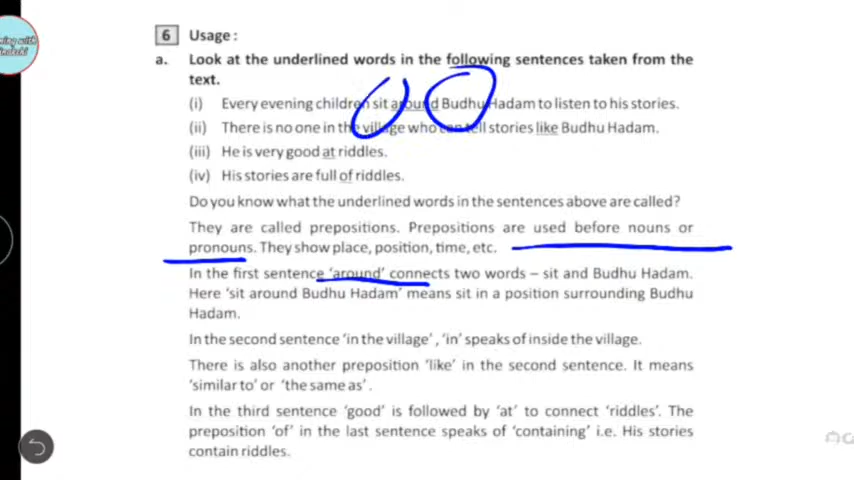 6 Usage :
a. Look at the underlined words in the following sentences taken from the
text.
(i) Every evening children sit around Budhu Hadam to listen to his stories.
(ii) There is no one in the village who can tell stories like Budhu Hadam.
(iii) He is very good at riddles.
(iv) His stories are full of riddles.
Do you know what the underlined words in the sentences above are called?
They are called prepositions. Prepositions are used before nouns or
pronouns. They show place, position, time, etc.
In the first sentence 'around' connects two words – sit and Budhu Hadam.
Here 'sit around Budhu Hadam' means sit in a position surrounding Budhu
Hadam.
In the second sentence 'in the village', 'in' speaks of inside the village.
There is also another preposition 'like' in the second sentence. It means
'similar to' or 'the same as'.
In the third sentence 'good' is followed by 'at' to connect 'riddles'. The
preposition 'of' in the last sentence speaks of 'containing' i.e. His stories
contain riddles.